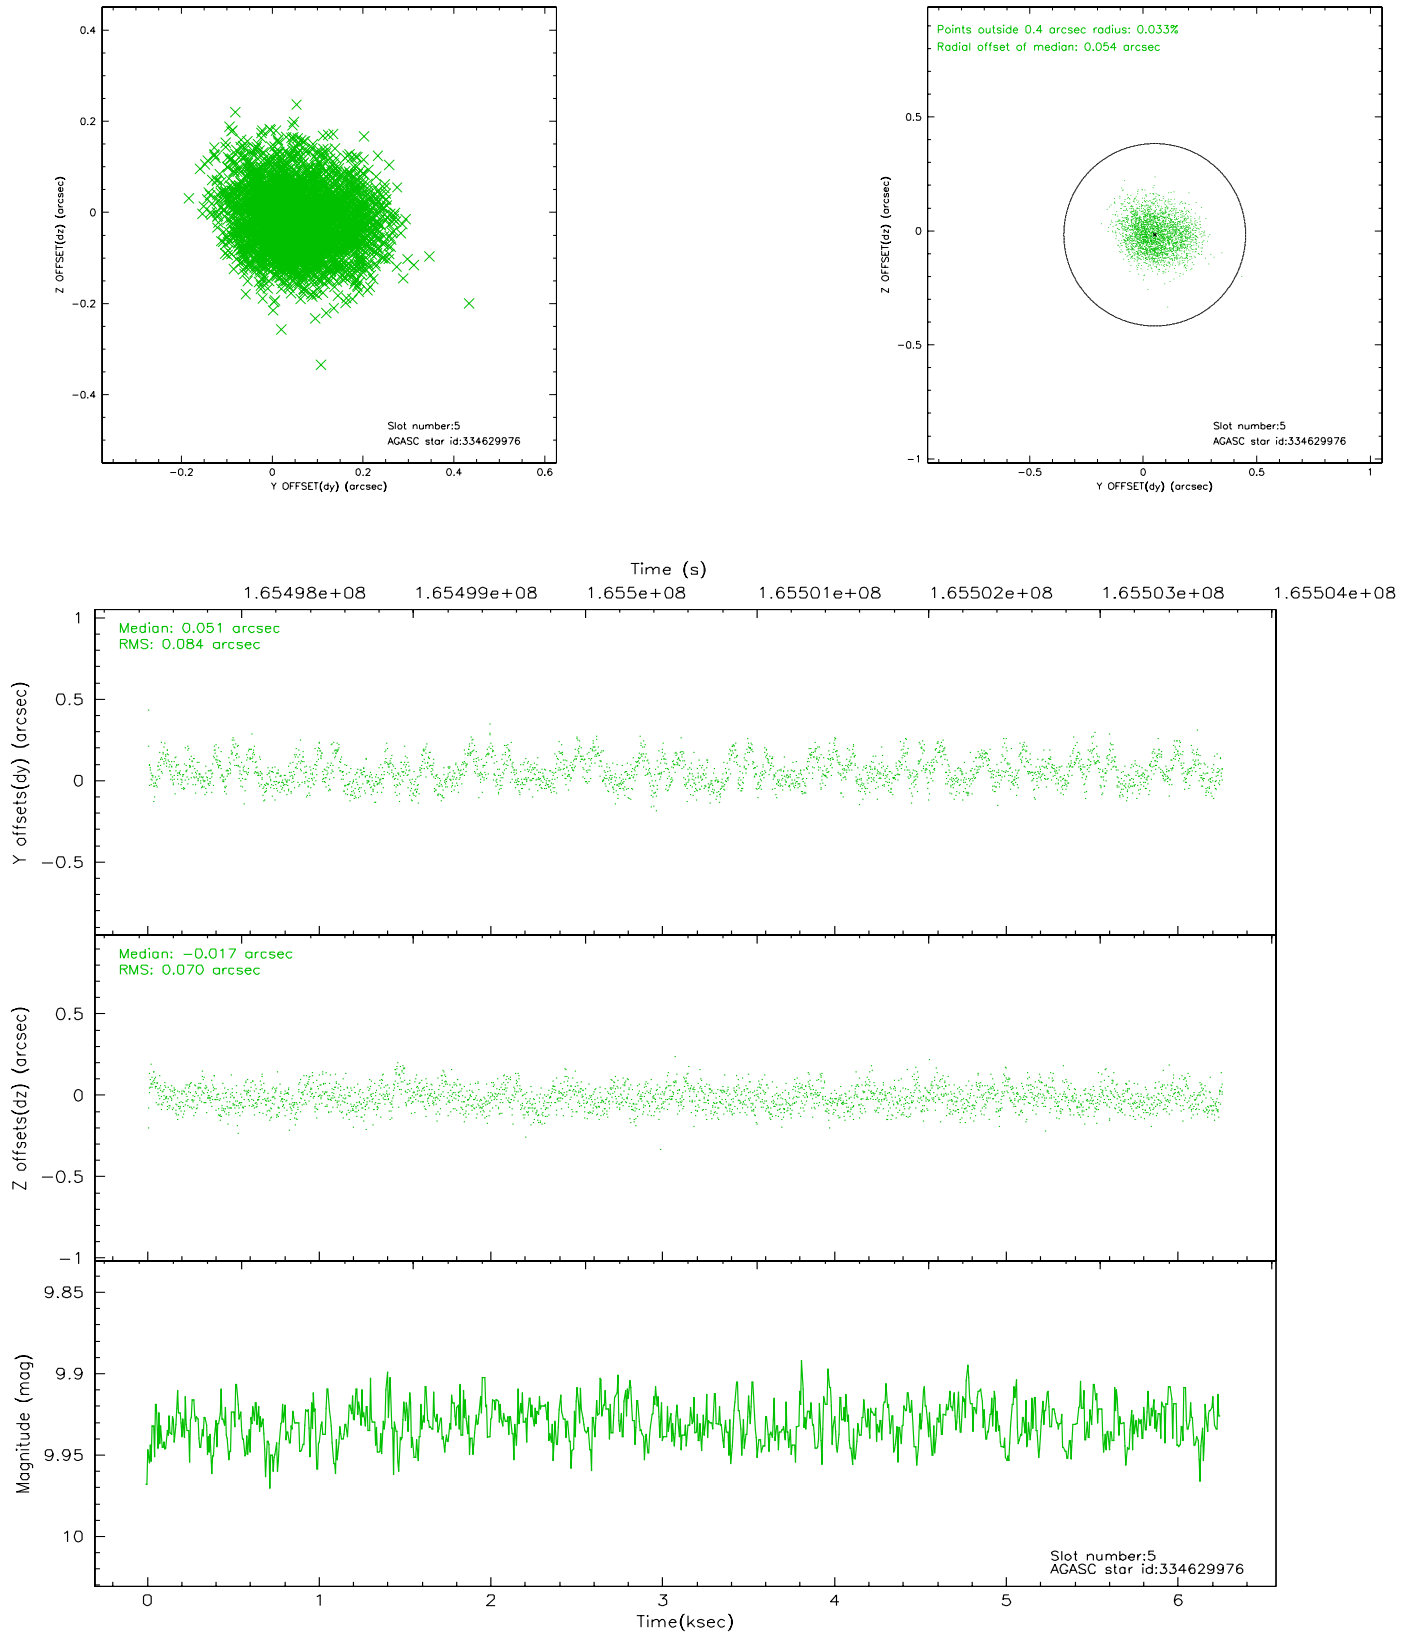 0.4
0.2
0
−0.2
−0.4
Z OFFSET(dz) (arcsec)
Slot number:5
AGASC star id:334629976
−0.2 0 0.2 0.4 0.6
Y OFFSET(dy) (arcsec)
Points outside 0.4 arcsec radius: 0.033%
Radial offset of median: 0.054 arcsec
0.5
0
−0.5
−1
Z OFFSET(dz) (arcsec)
Slot number:5
AGASC star id:334629976
−0.5 0 0.5 1
Y OFFSET(dy) (arcsec)
Time (s)
1.65498e+08 1.65499e+08 1.655e+08 1.65501e+08 1.65502e+08 1.65503e+08 1.65504e+08
Median: 0.051 arcsec
RMS: 0.084 arcsec
1
0.5
0
−0.5
Y offsets(dy) (arcsec)
Median: −0.017 arcsec
RMS: 0.070 arcsec
0.5
0
−0.5
−1
Z offsets(dz) (arcsec)
9.85
9.9
9.95
10
Magnitude (mag)
Slot number:5
AGASC star id:334629976
0 1 2 3 4 5 6
Time(ksec)